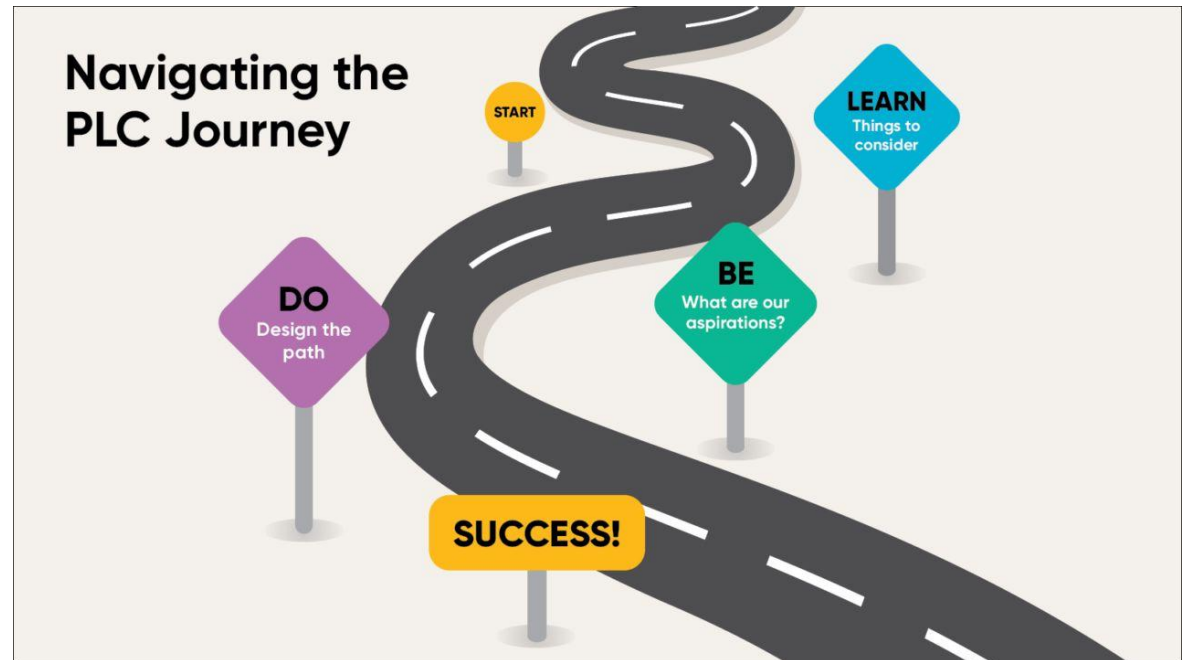 Navigating the
PLC Journey
START
LEARN
Things to
consider
BE
What are our
aspirations?
DO
Design the
path
SUCCESS!